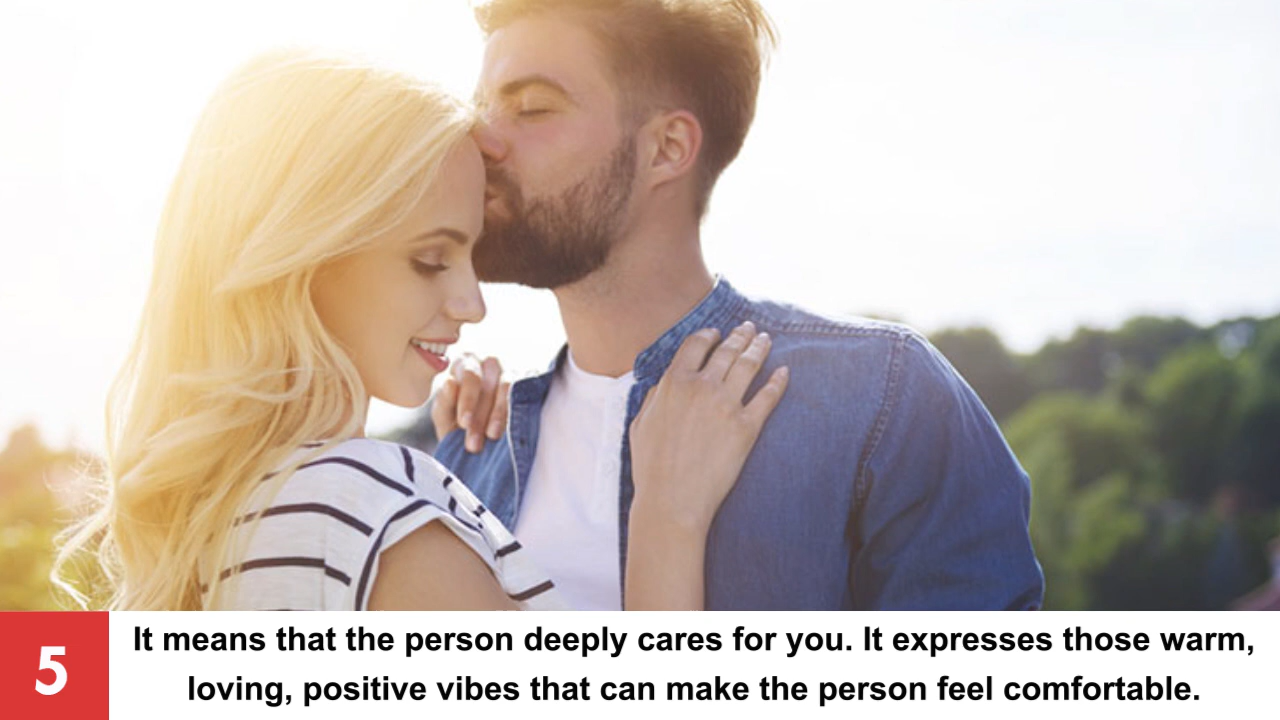 5
It means that the person deeply cares for you. It expresses those warm,
loving, positive vibes that can make the person feel comfortable.